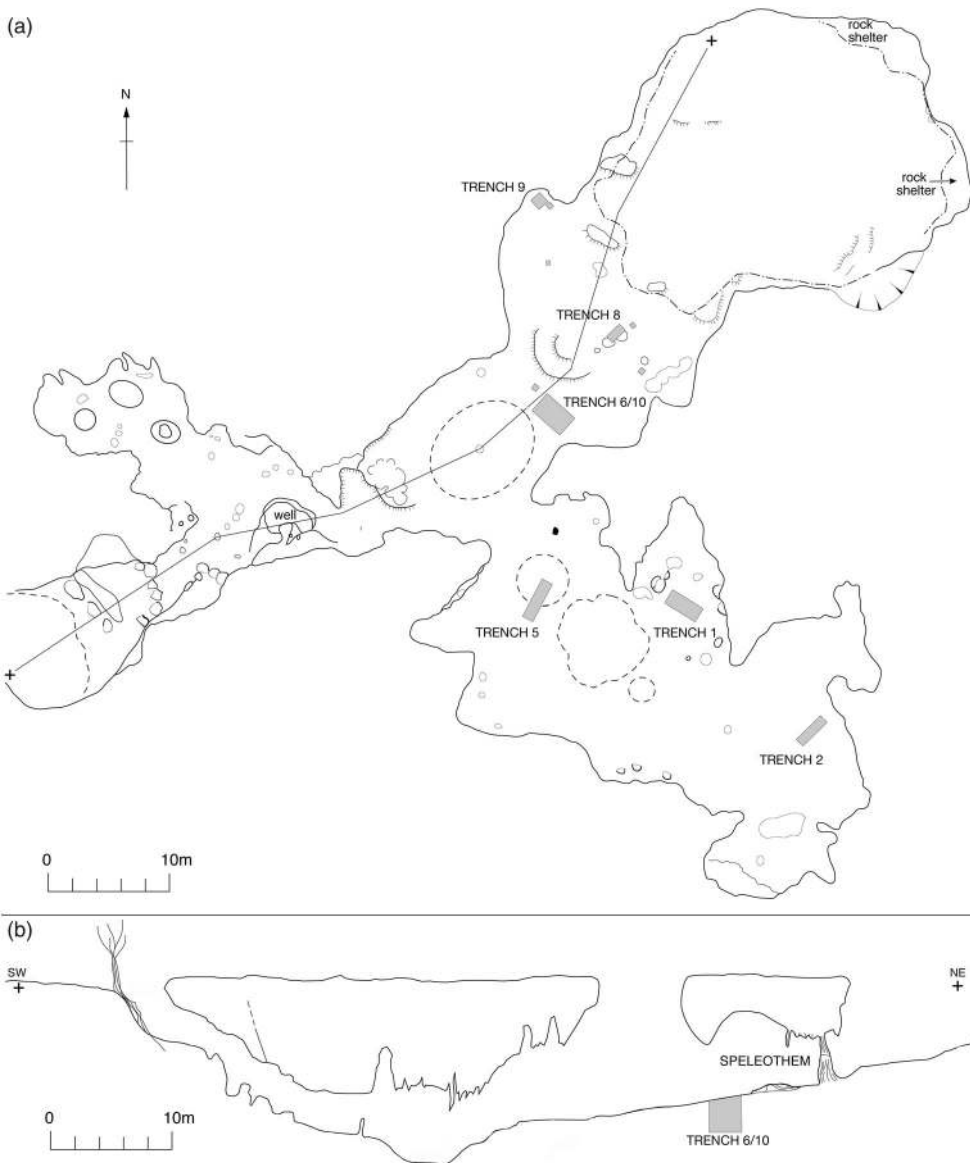 (a)
rock
shelter
N
TRENCH 9
rock
shelter
TRENCH 8
TRENCH 6/10
well
TRENCH 5
TRENCH 1
TRENCH 2
0 10m
(b)
SW
NE
SPELEOTHEM
0 10m
TRENCH 6/10